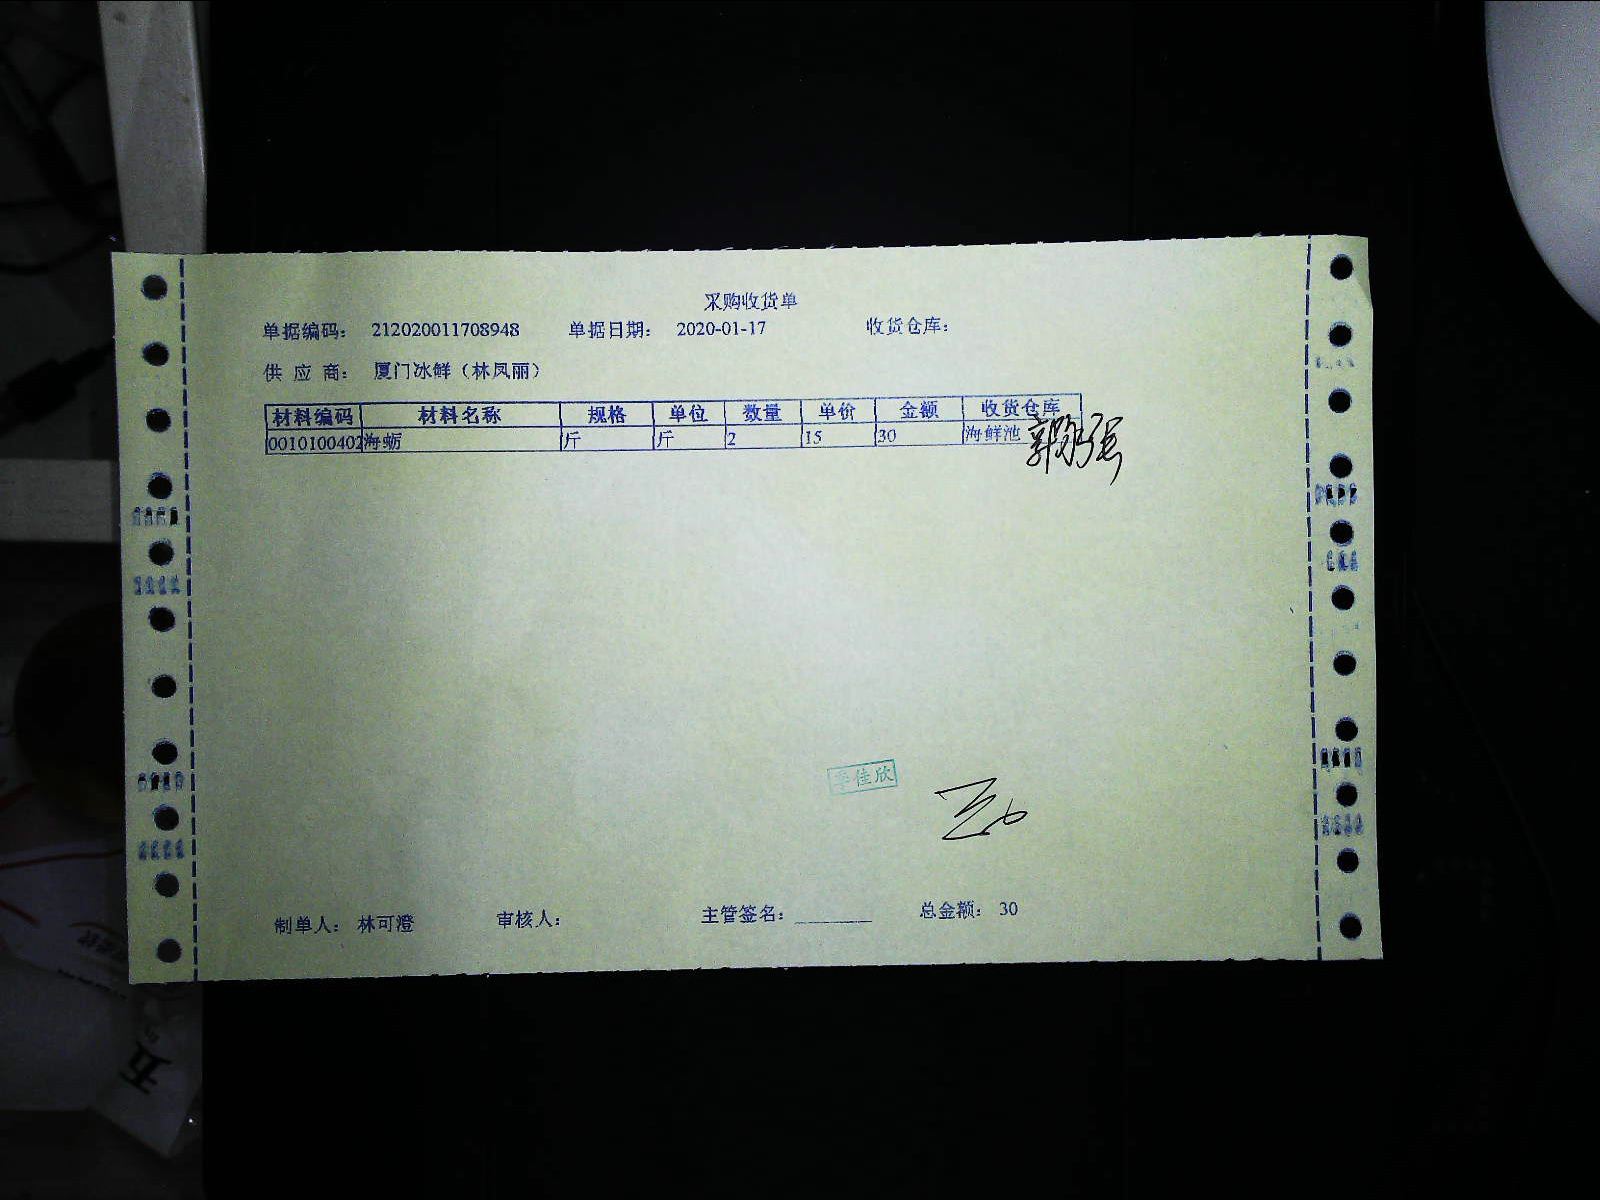 采购收货单
单据编码： 212020011708948 单据日期： 2020-01-17 收货仓库：
供 应 商： 厦门冰鲜（林凤丽）
材料编码 材料名称 规格 单位 数量 单价 金额 收货仓库
0010100402 海蛎 斤 斤 2 15 30 海鲜池
李佳欣
制单人： 林可澄 审核人： 主管签名： 总金额： 30
五